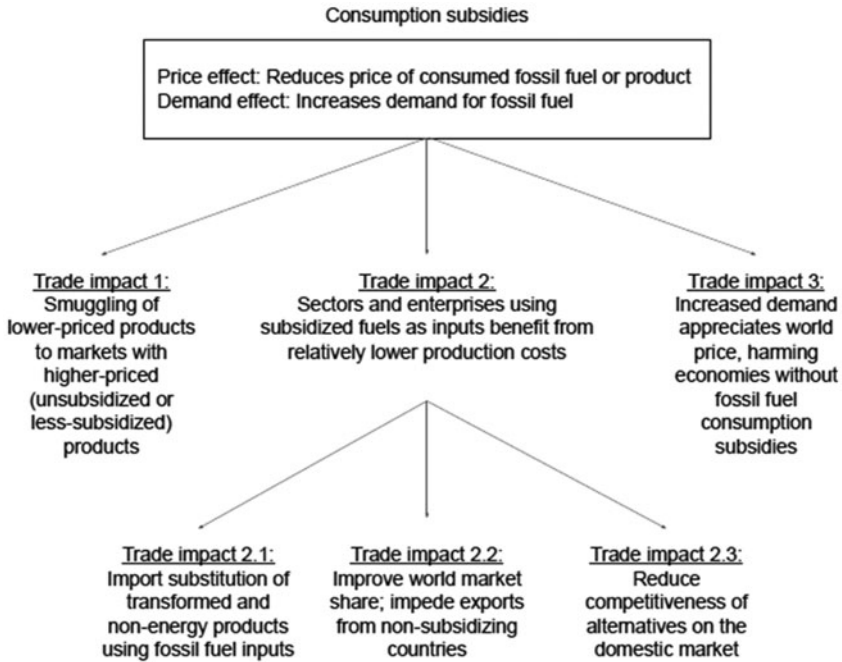 Consumption subsidies
Price effect: Reduces price of consumed fossil fuel or product
Demand effect: Increases demand for fossil fuel
Trade impact 1:
Smuggling of
lower-priced products
to markets with
higher-priced
(unsubsidized or
less-subsidized)
products
Trade impact 2:
Sectors and enterprises using
subsidized fuels as inputs benefit from
relatively lower production costs
Trade impact 3:
Increased demand
appreciates world
price, harming
economies without
fossil fuel
consumption
subsidies
Trade impact 2.1:
Import substitution of
transformed and
non-energy products
using fossil fuel inputs
Trade impact 2.2:
Improve world market
share; impede exports
from non-subsidizing
countries
Trade impact 2.3:
Reduce
competitiveness of
alternatives on the
domestic market